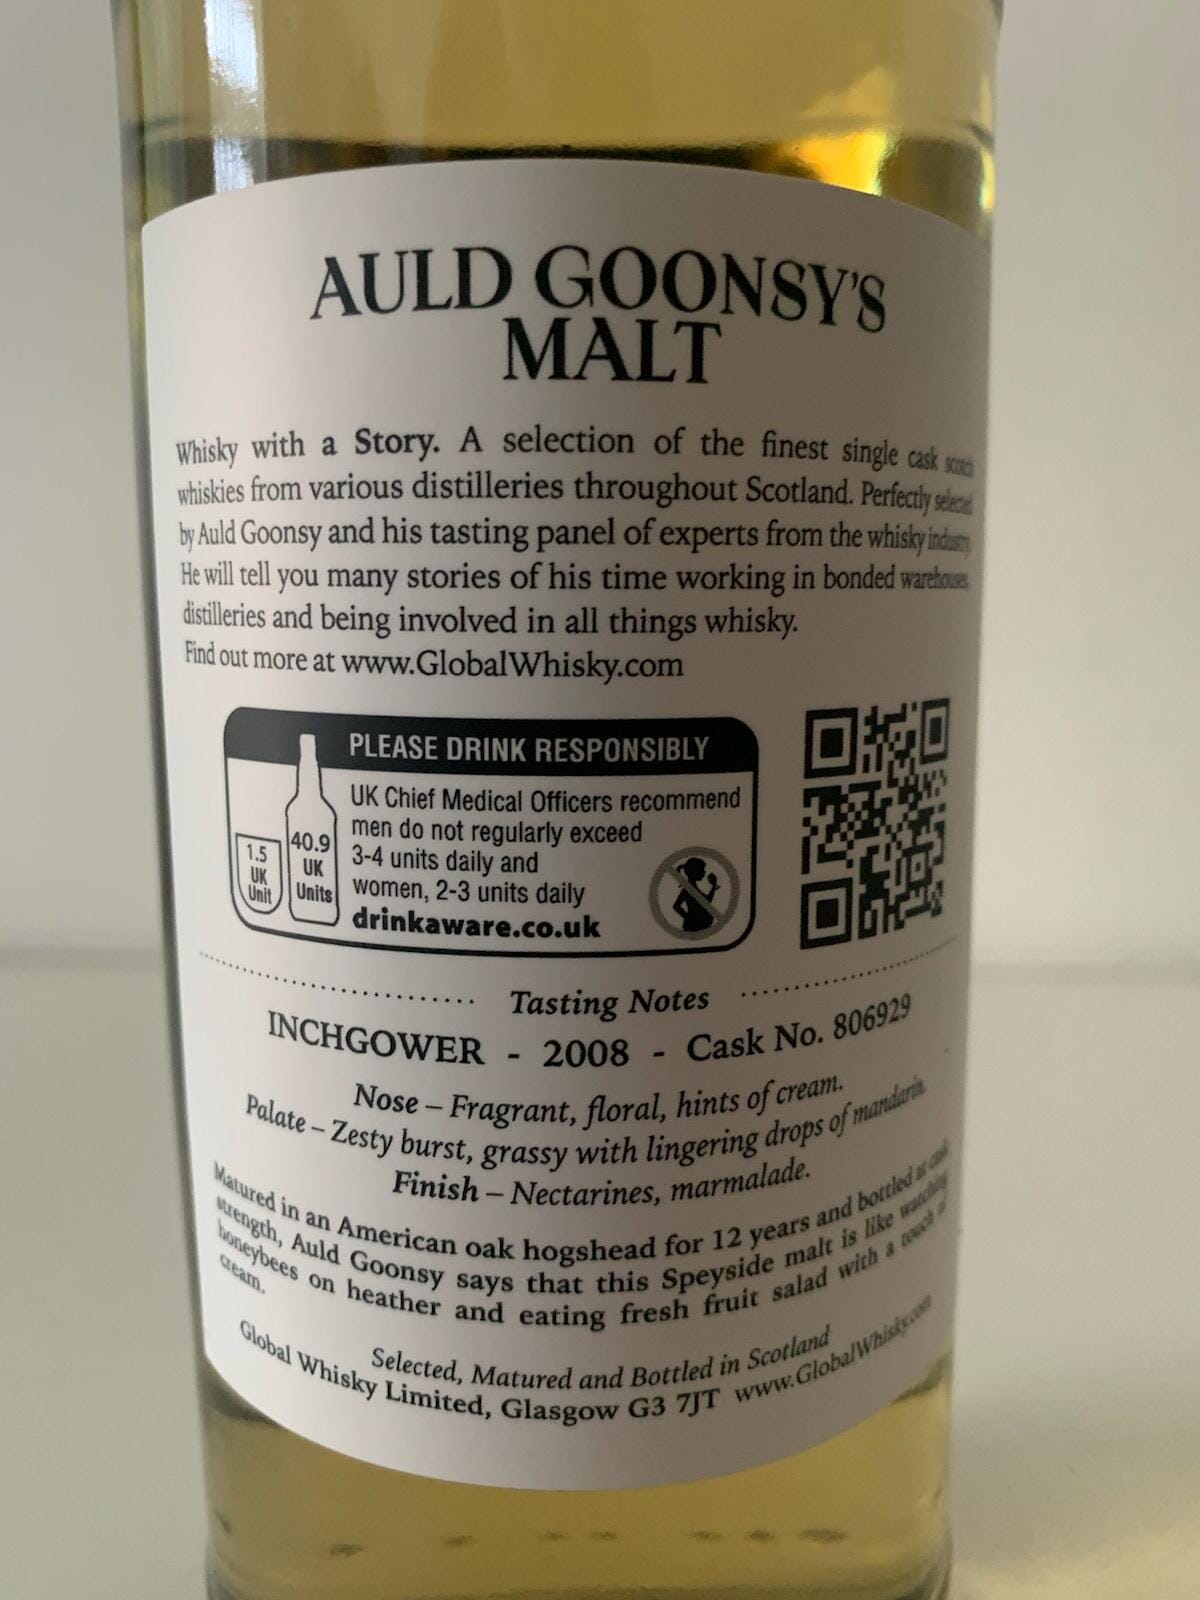 AULD GOONSY'S
MALT
Whisky with a Story. A selection of the finest single cask scotch
whiskies from various distilleries throughout Scotland. Perfectly selected
by Auld Goonsy and his tasting panel of experts from the whisky industry.
He will tell you many stories of his time working in bonded warehouses,
distilleries and being involved in all things whisky.
Find out more at www.GlobalWhisky.com
PLEASE DRINK RESPONSIBLY
1.5
UK
Unit
40.9
UK
Units
UK Chief Medical Officers recommend
men do not regularly exceed
3-4 units daily and
women, 2-3 units daily
drinkaware.co.uk
Tasting Notes
INCHGOWER - 2008 - Cask No. 806929
Nose – Fragrant, floral, hints of cream.
Palate – Zesty burst, grassy with lingering drops of mandarin.
Finish – Nectarines, marmalade.
Matured in an American oak hogshead for 12 years and bottled at cask
strength, Auld Goonsy says that this Speyside malt is like watching
honeybees on heather and eating fresh fruit salad with a touch of
cream.
Selected, Matured and Bottled in Scotland
Global Whisky Limited, Glasgow G3 7JT www.GlobalWhisky.com